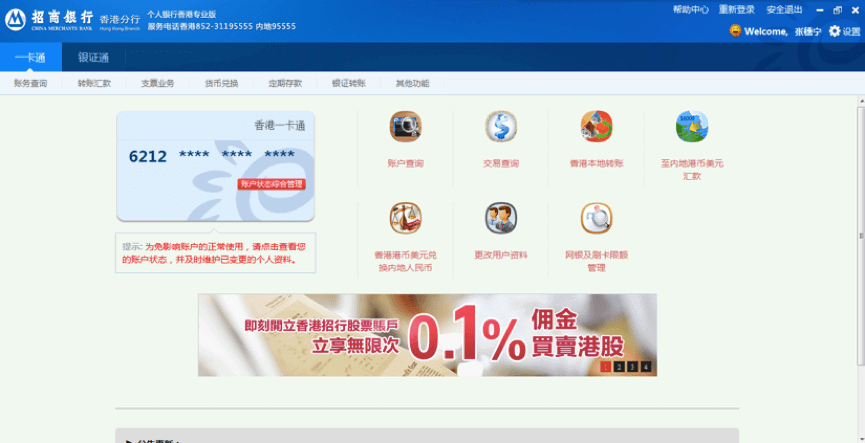 招商银行 香港分行
CHINA MERCHANTS BANK Hong Kong Branch
个人银行香港专业版
服务电话香港852-31195555 内地95555
帮助中心 重新登录 安全退出
Welcome, 张穗宁 设置
一卡通 银证通
账务查询 转账汇款 支票业务 货币兑换 定期存款 银证转账 其他功能
香港一卡通
6212 **** **** ****
账户状态综合管理
提示: 为免影响账户的正常使用，请点击查看您
的账户状态，并及时维护已变更的个人资料。
账户查询 交易查询 香港本地转账 至内地港币美元
汇款
香港港币美元兑
换内地人民币
更改用户资料
网银及刷卡限额
管理
即刻開立香港招行股票賬戶
立享無限次
0.1%
佣金
買賣港股
1 2 3 4
公告更新：